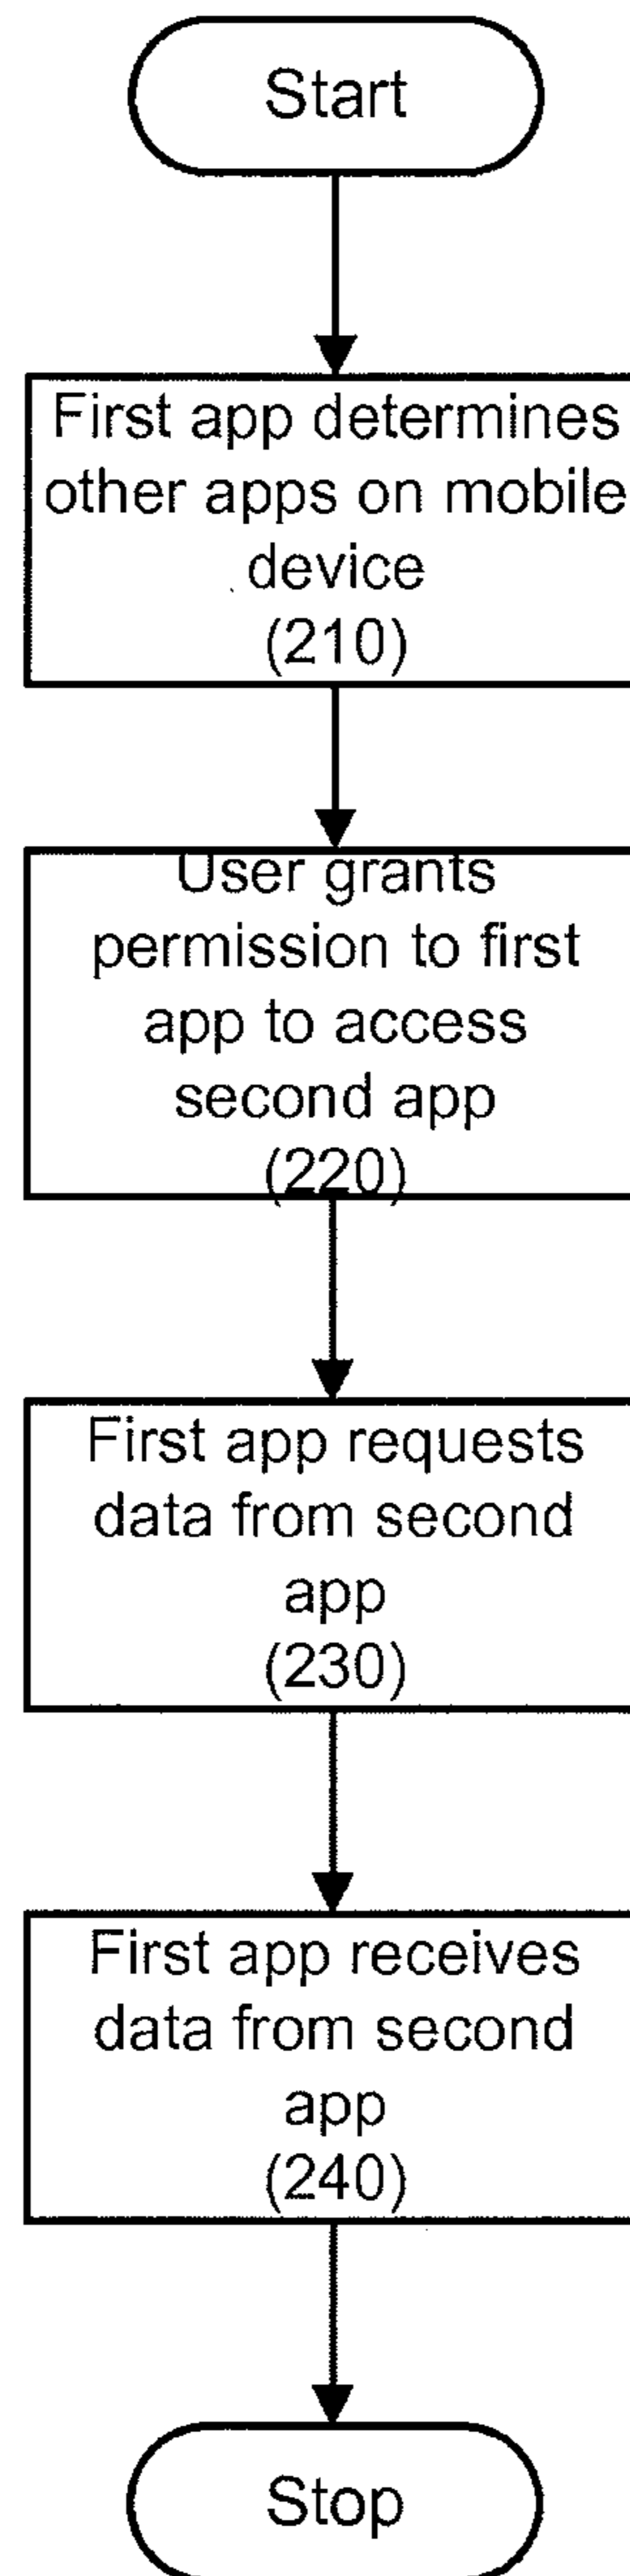 Start
First app determines
other apps on mobile
device
(210)
User grants
permission to first
app to access
second app
(220)
First app requests
data from second
app
(230)
First app receives
data from second
app
(240)
Stop